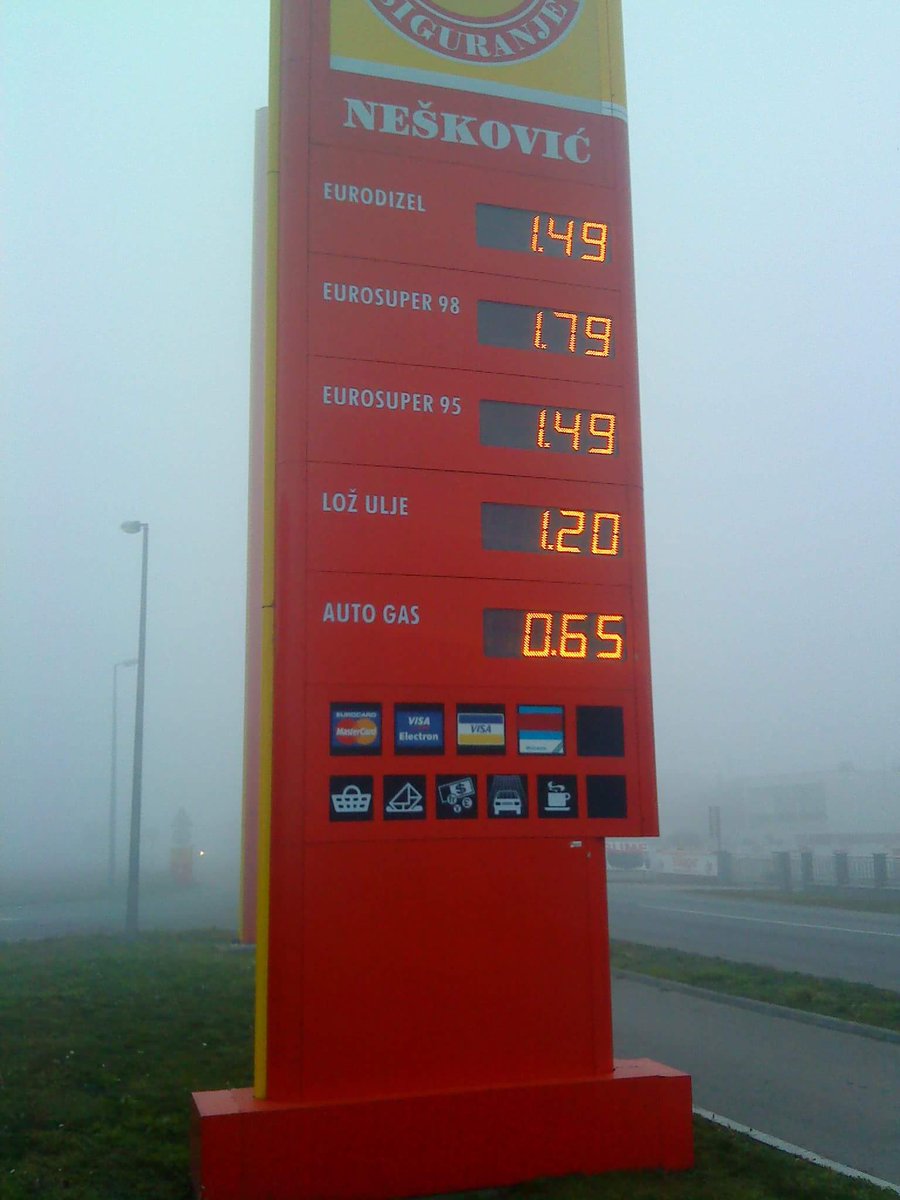 SIGURANJE
NEŠKOVIĆ
EURODIZEL 1.49
EUROSUPER 98 1.79
EUROSUPER 95 1.49
LOŽ ULJE 1.20
AUTO GAS 0.65
EUROCARD MasterCard VISA Electron VISA